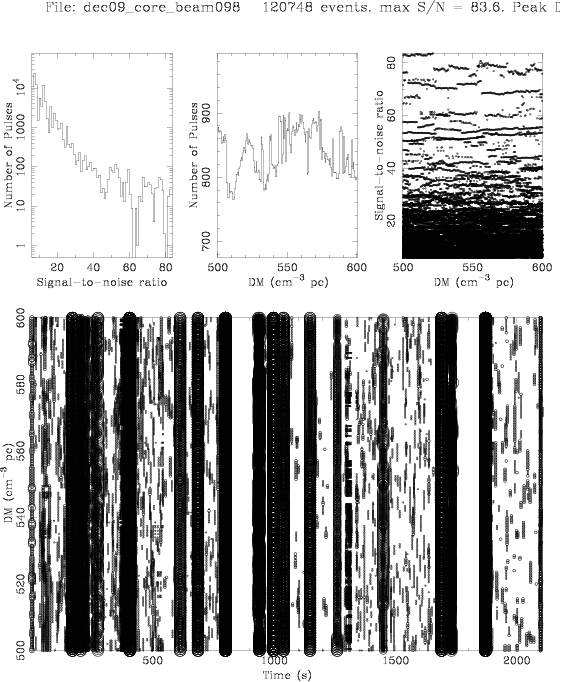 File: dec09_core_beam098 120748 events. max S/N = 83.6. Peak D
Number of Pulses
1 10 100 1000 10^4
20 40 60 80
Signal-to-noise ratio
Number of Pulses
700 800 900
500 550 600
DM (cm^-3 pc)
Signal-to-noise ratio
20 40 60 80
500 550 600
DM (cm^-3 pc)
DM (cm^-3 pc)
500 520 540 560 580 600
500 1000 1500 2000
Time (s)